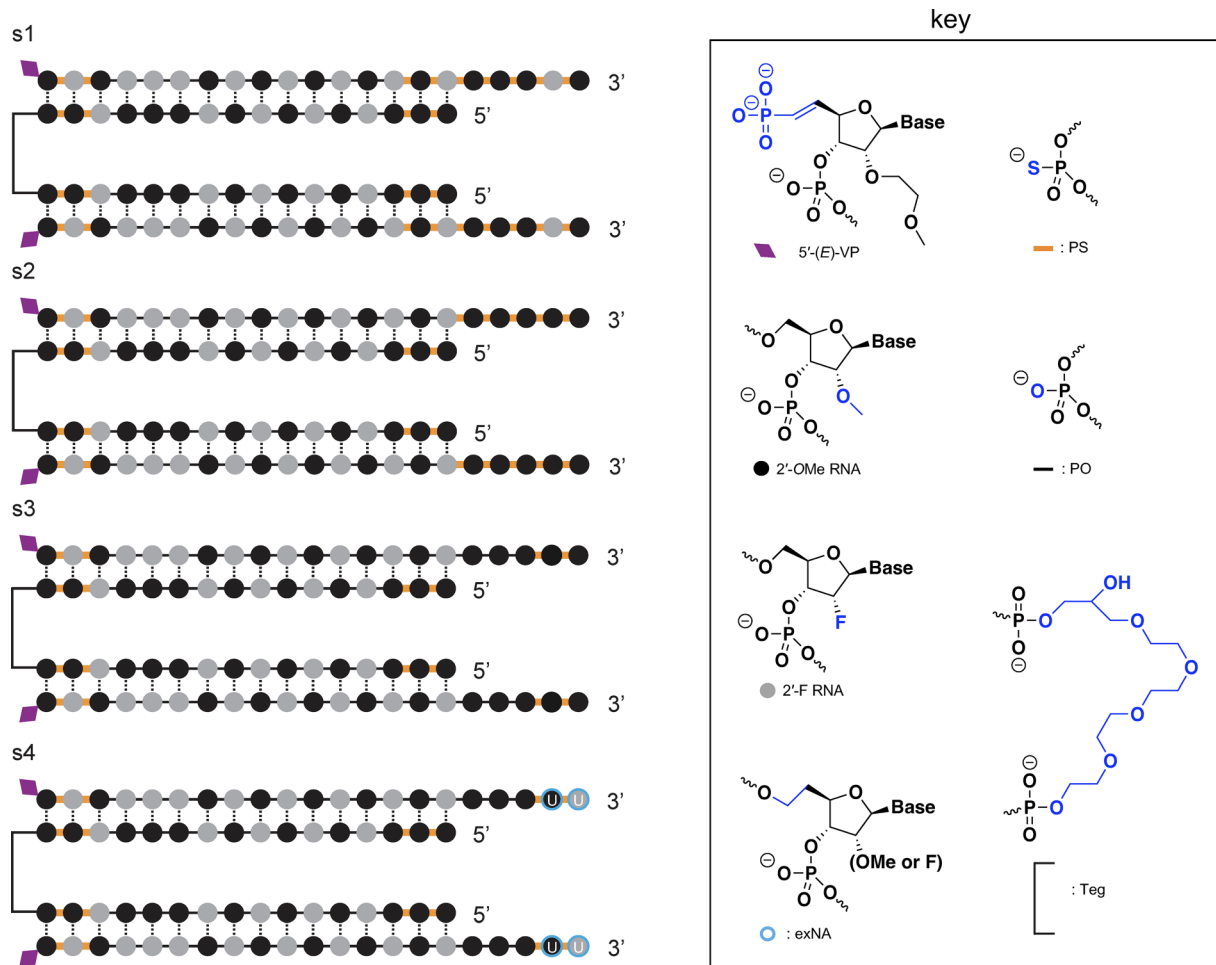 s1
3’
5’
5’
3’
s2
3’
5’
5’
3’
s3
3’
5’
5’
3’
s4
U U 3’
5’
5’
U U 3’
key
O⊖
⊖O P O Base
O O
⊖ O
O P O
O O
5′-(E)-VP
⊖ O
S P O
O
: PS
O O Base
O
⊖ O
O P O
O
2′-OMe RNA
⊖ O
O P O
O
: PO
O O Base
O
⊖ F
O P O
O
2′-F RNA
O OH
P O
O O
⊖ O
O
O
⊖
O
P O
O
: Teg
O O Base
O
⊖ (OMe or F)
O P O
O
: exNA